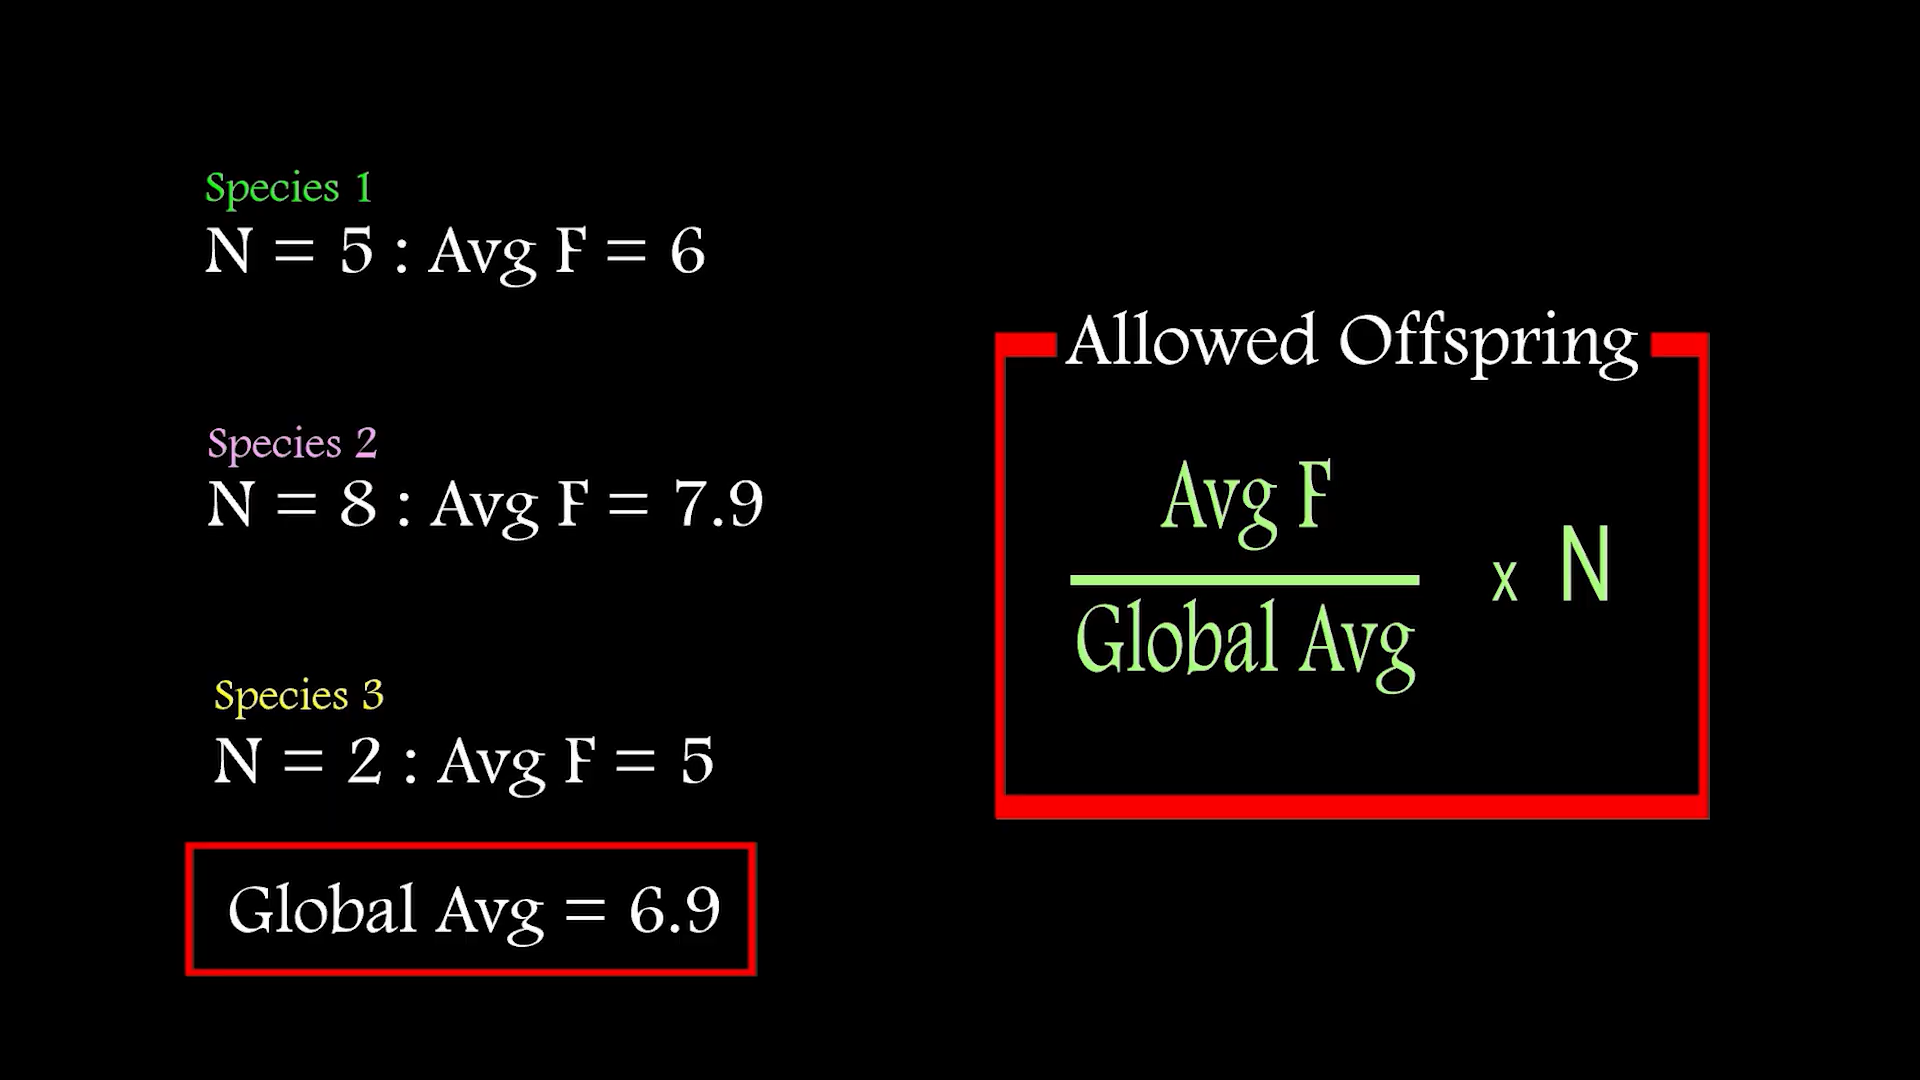 Species 1
N = 5 : Avg F = 6
Species 2
N = 8 : Avg F = 7.9
Species 3
N = 2 : Avg F = 5
Global Avg = 6.9
Allowed Offspring
Avg F
Global Avg
x N